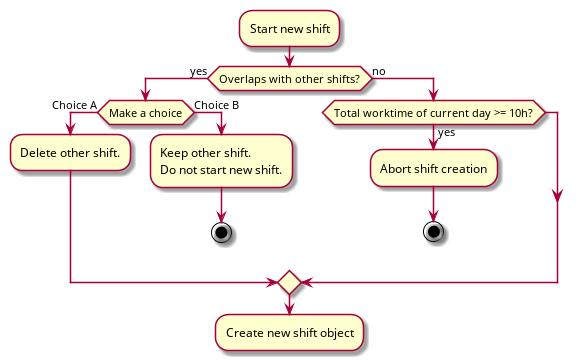 Start new shift
yes
Overlaps with other shifts?
no
Choice A
Make a choice
Choice B
Total worktime of current day >= 10h?
yes
Delete other shift.
Keep other shift.
Do not start new shift.
Abort shift creation
Create new shift object